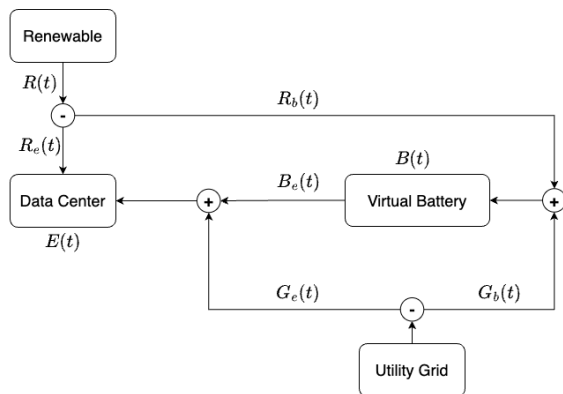 Renewable
R(t)
-
R_b(t)
R_e(t)
B(t)
Data Center
B_e(t)
+
Virtual Battery
+
E(t)
G_e(t)
-
G_b(t)
Utility Grid